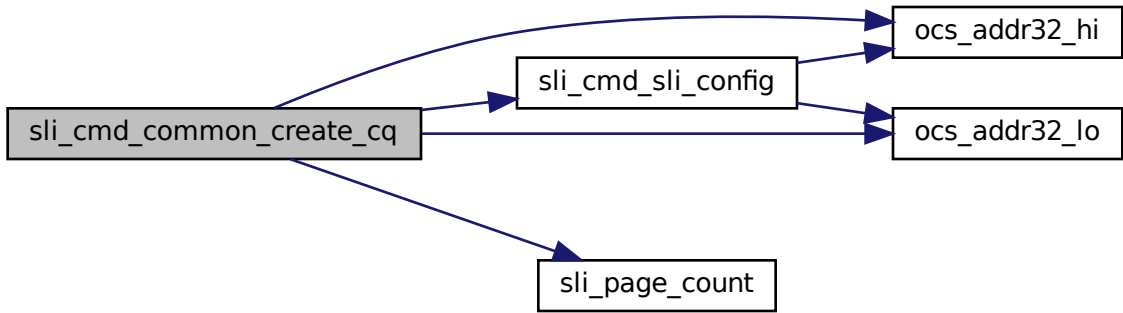 ocs_addr32_hi
sli_cmd_sli_config
sli_cmd_common_create_cq
ocs_addr32_lo
sli_page_count